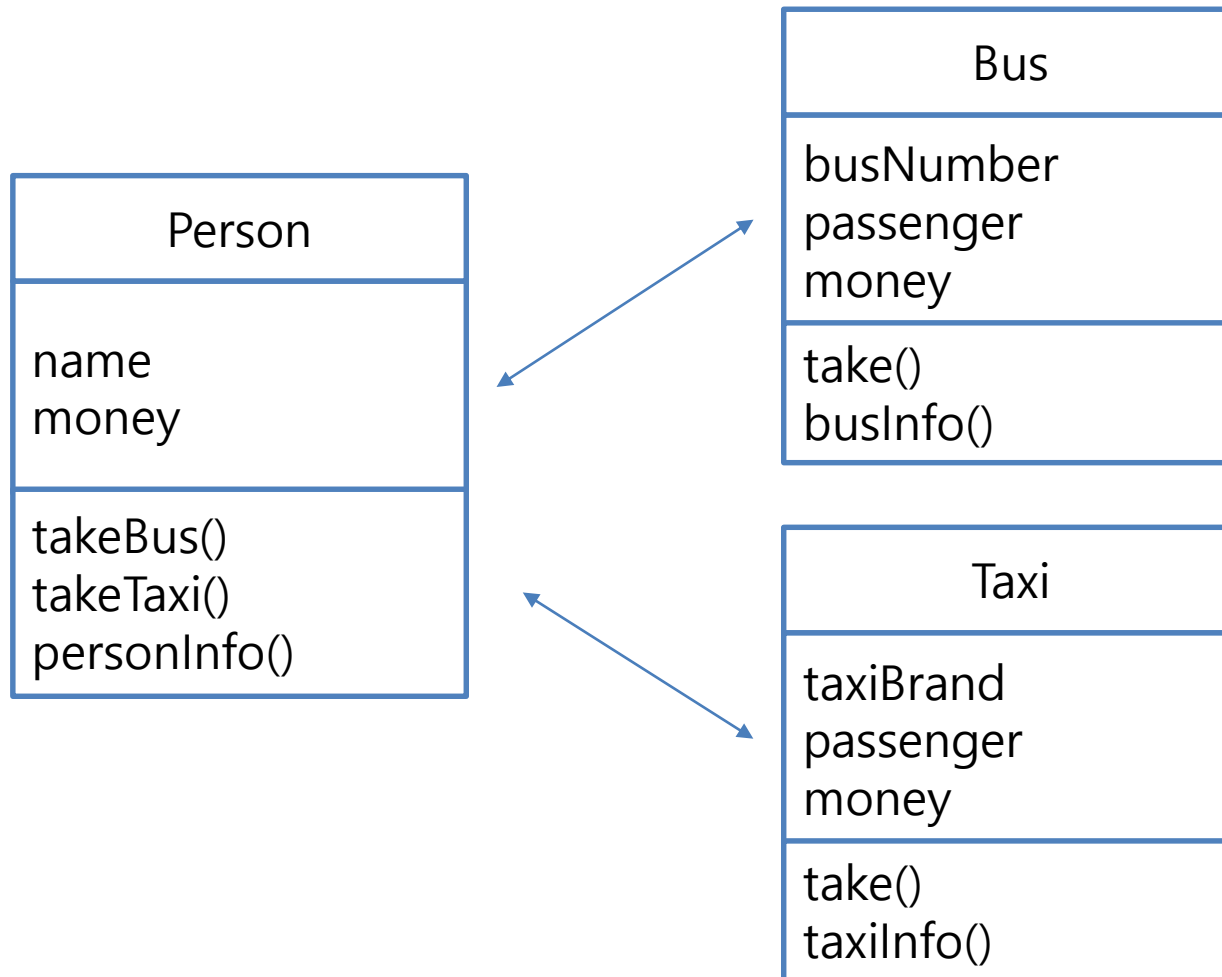 Person
name
money
takeBus()
takeTaxi()
personInfo()
Bus
busNumber
passenger
money
take()
busInfo()
Taxi
taxiBrand
passenger
money
take()
taxiInfo()